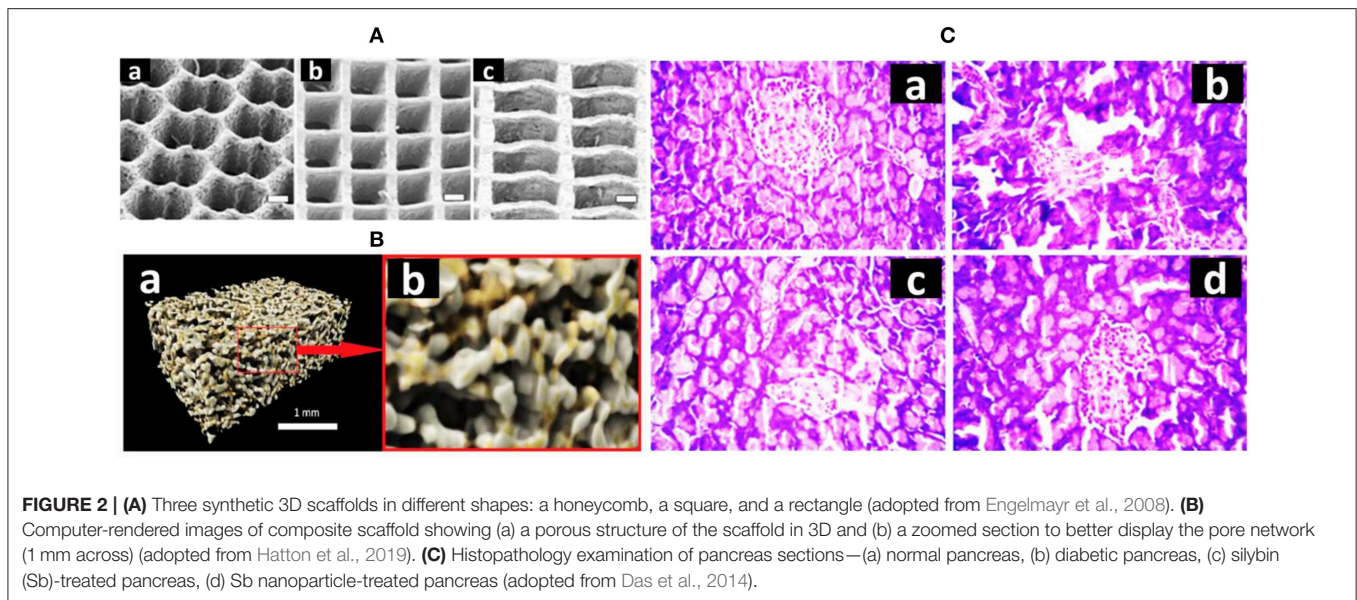 A
C
a
b
c
a
b
B
a
1 mm
b
c
d
FIGURE 2 | (A) Three synthetic 3D scaffolds in different shapes: a honeycomb, a square, and a rectangle (adopted from Engelmayr et al., 2008). (B)
Computer-rendered images of composite scaffold showing (a) a porous structure of the scaffold in 3D and (b) a zoomed section to better display the pore network
(1 mm across) (adopted from Hatton et al., 2019). (C) Histopathology examination of pancreas sections—(a) normal pancreas, (b) diabetic pancreas, (c) silybin
(Sb)-treated pancreas, (d) Sb nanoparticle-treated pancreas (adopted from Das et al., 2014).